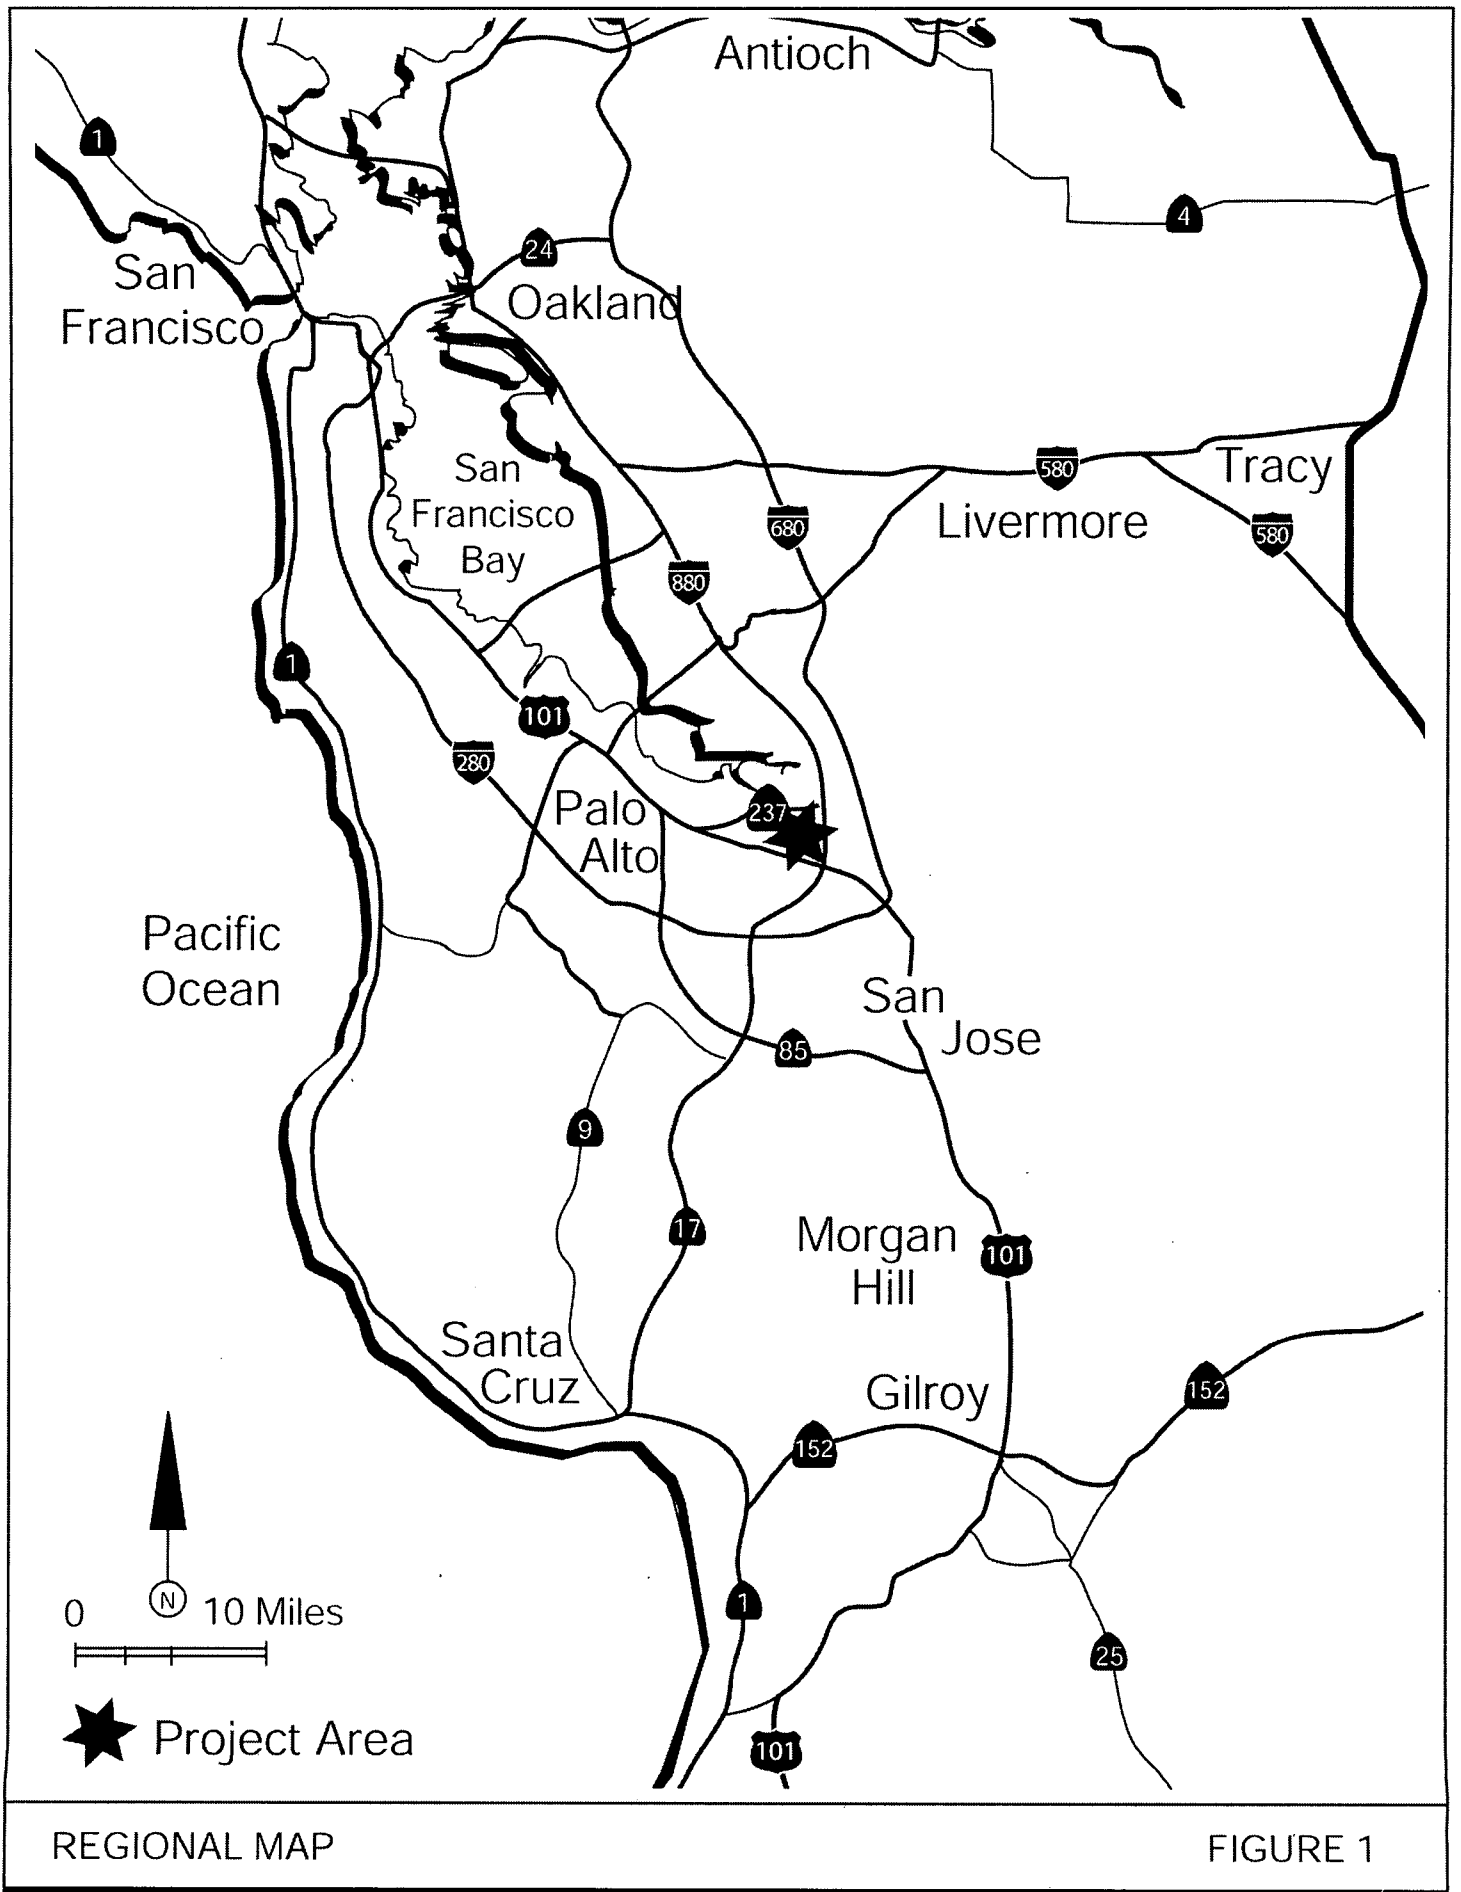 Antioch
1
4
24
San
Francisco
Oakland
San
Francisco
Bay
580
Tracy
680
Livermore
580
880
1
101
280
Palo
Alto
237
Pacific
Ocean
San
Jose
85
9
17
Morgan
Hill
101
Santa
Cruz
Gilroy
152
152
1
25
N
0
10 Miles
Project Area
101
REGIONAL MAP
FIGURE 1